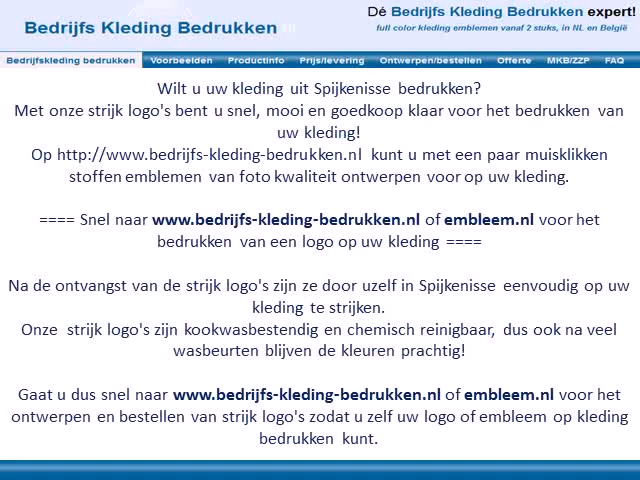 Bedrijfs Kleding Bedrukken
Dé Bedrijfs Kleding Bedrukken expert!
full color kleding emblemen vanaf 2 stuks, in NL en België
Bedrijfskleding bedrukken Voorbeelden Productinfo Prijs/levering Ontwerpen/bestellen Offerte MKB/ZZP FAQ
Wilt u uw kleding uit Spijkenisse bedrukken?
Met onze strijk logo's bent u snel, mooi en goedkoop klaar voor het bedrukken van
uw kleding!
Op http://www.bedrijfs-kleding-bedrukken.nl kunt u met een paar muisklikken
stoffen emblemen van foto kwaliteit ontwerpen voor op uw kleding.
==== Snel naar www.bedrijfs-kleding-bedrukken.nl of embleem.nl voor het
bedrukken van een logo op uw kleding ====
Na de ontvangst van de strijk logo's zijn ze door uzelf in Spijkenisse eenvoudig op uw
kleding te strijken.
Onze strijk logo's zijn kookwasbestendig en chemisch reinigbaar, dus ook na veel
wasbeurten blijven de kleuren prachtig!
Gaat u dus snel naar www.bedrijfs-kleding-bedrukken.nl of embleem.nl voor het
ontwerpen en bestellen van strijk logo's zodat u zelf uw logo of embleem op kleding
bedrukken kunt.